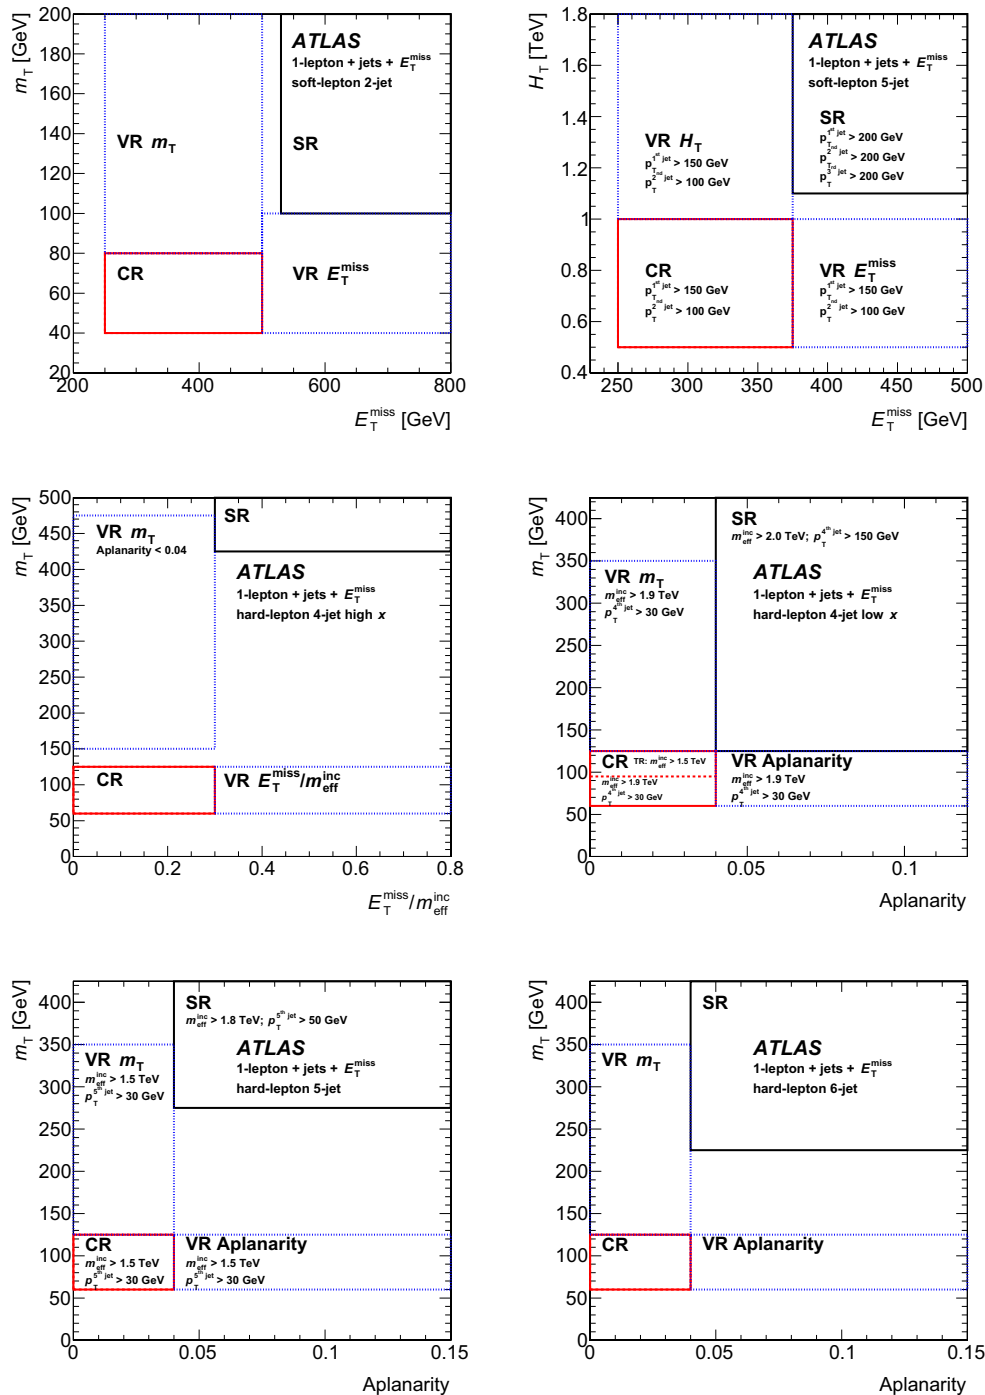 m_T [GeV]
200
180
160
140
120
100
80
60
40
20
ATLAS
1-lepton + jets + E_T^miss
soft-lepton 2-jet
VR m_T
SR
CR
VR E_T^miss
200
400
600
800
E_T^miss [GeV]
H_T [TeV]
1.8
1.6
1.4
1.2
1
0.8
0.6
0.4
ATLAS
1-lepton + jets + E_T^miss
soft-lepton 5-jet
SR
p_T^1st jet > 200 GeV
p_T^2nd jet > 200 GeV
p_T^3rd jet > 200 GeV
VR H_T
p_T^1st jet > 150 GeV
p_T^2nd jet > 100 GeV
CR
p_T^1st jet > 150 GeV
p_T^2nd jet > 100 GeV
VR E_T^miss
p_T^1st jet > 150 GeV
p_T^2nd jet > 100 GeV
250
300
350
400
450
500
E_T^miss [GeV]
m_T [GeV]
500
450
400
350
300
250
200
150
100
50
0
VR m_T
Aplanarity < 0.04
SR
ATLAS
1-lepton + jets + E_T^miss
hard-lepton 4-jet high x
CR
VR E_T^miss/m_eff^inc
0
0.2
0.4
0.6
0.8
E_T^miss/m_eff^inc
m_T [GeV]
400
350
300
250
200
150
100
50
0
SR
m_eff^inc > 2.0 TeV; p_T^4th jet > 150 GeV
ATLAS
1-lepton + jets + E_T^miss
hard-lepton 4-jet low x
VR m_T
m_eff^inc > 1.9 TeV
p_T^4th jet > 30 GeV
CR TR: m_eff^inc > 1.5 TeV
m_eff^inc > 1.9 TeV
p_T^4th jet > 30 GeV
VR Aplanarity
m_eff^inc > 1.9 TeV
p_T^4th jet > 30 GeV
0
0.05
0.1
Aplanarity
m_T [GeV]
400
350
300
250
200
150
100
50
0
SR
m_eff^inc > 1.8 TeV; p_T^5th jet > 50 GeV
ATLAS
1-lepton + jets + E_T^miss
hard-lepton 5-jet
VR m_T
m_eff^inc > 1.5 TeV
p_T^5th jet > 30 GeV
CR
m_eff^inc > 1.5 TeV
p_T^5th jet > 30 GeV
VR Aplanarity
m_eff^inc > 1.5 TeV
p_T^5th jet > 30 GeV
0
0.05
0.1
0.15
Aplanarity
m_T [GeV]
400
350
300
250
200
150
100
50
0
SR
ATLAS
1-lepton + jets + E_T^miss
hard-lepton 6-jet
VR m_T
CR
VR Aplanarity
0
0.05
0.1
0.15
Aplanarity